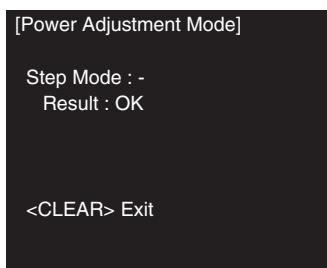 [Power Adjustment Mode]
Step Mode : -
Result : OK
<CLEAR> Exit